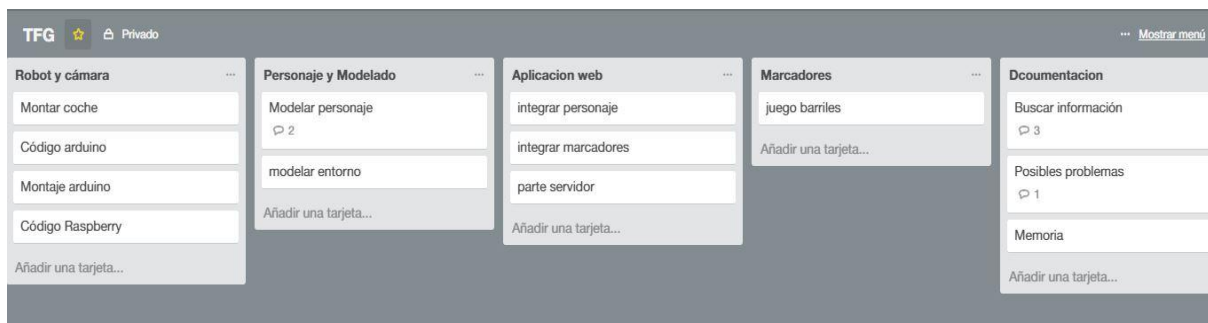 TFG
Privado
... Mostrar menú
Robot y cámara
...
Montar coche
Código arduino
Montaje arduino
Código Raspberry
Añadir una tarjeta...
Personaje y Modelado
...
Modelar personaje
2
modelar entorno
Añadir una tarjeta...
Aplicacion web
...
integrar personaje
integrar marcadores
parte servidor
Añadir una tarjeta...
Marcadores
...
juego barriles
Añadir una tarjeta...
Dcoumentacion
Buscar información
3
Posibles problemas
1
Memoria
Añadir una tarjeta...